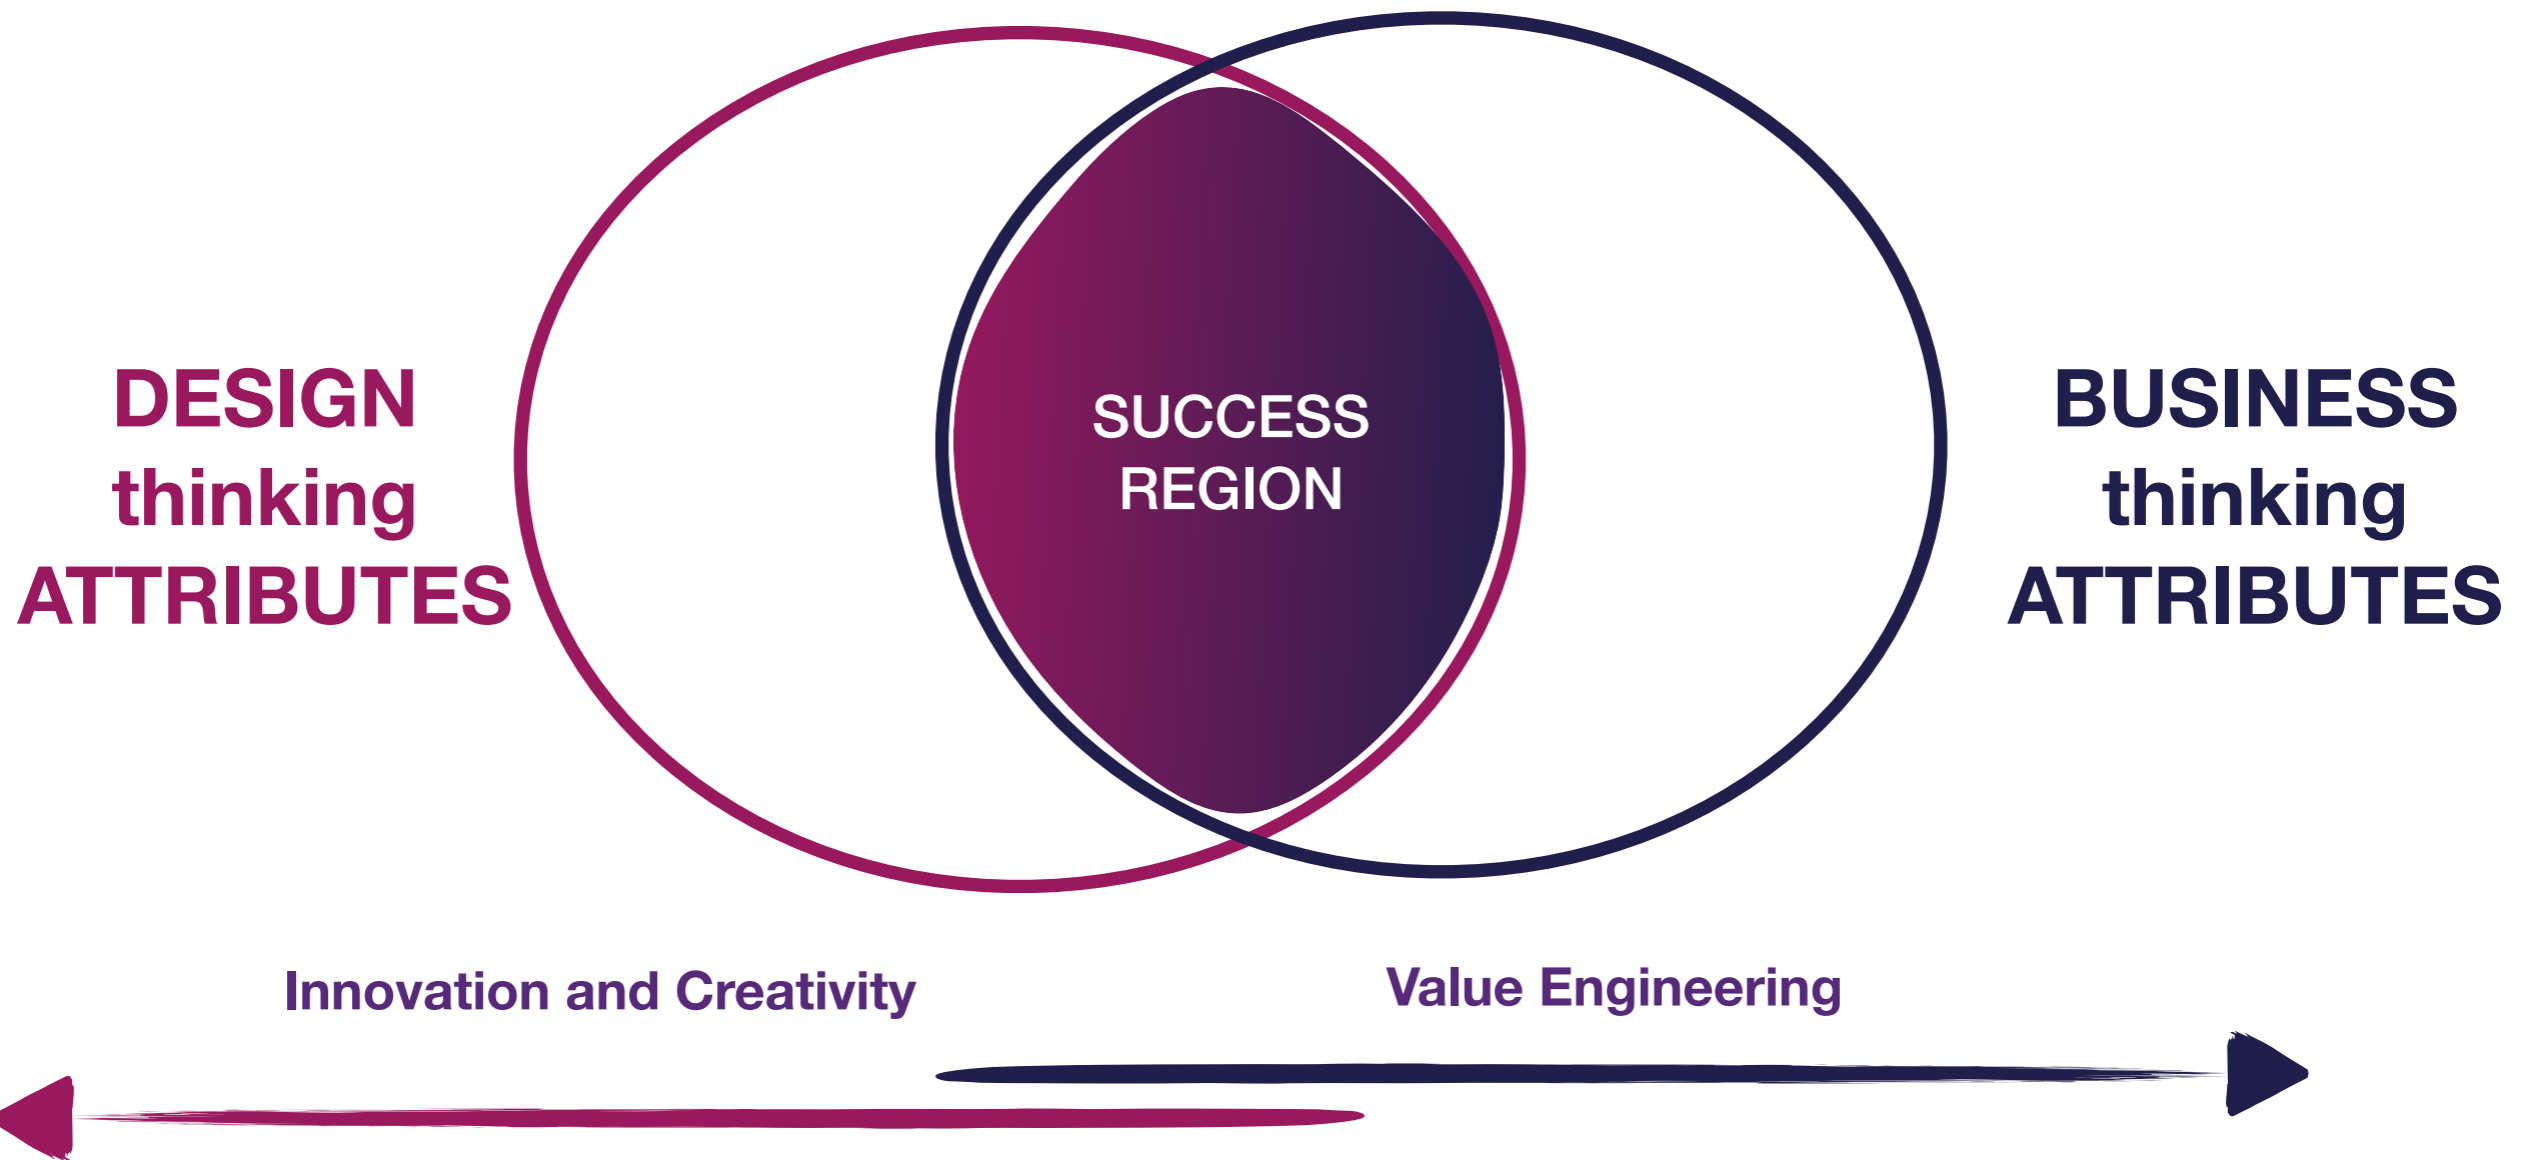 DESIGN
thinking
ATTRIBUTES
SUCCESS
REGION
BUSINESS
thinking
ATTRIBUTES
Innovation and Creativity
Value Engineering